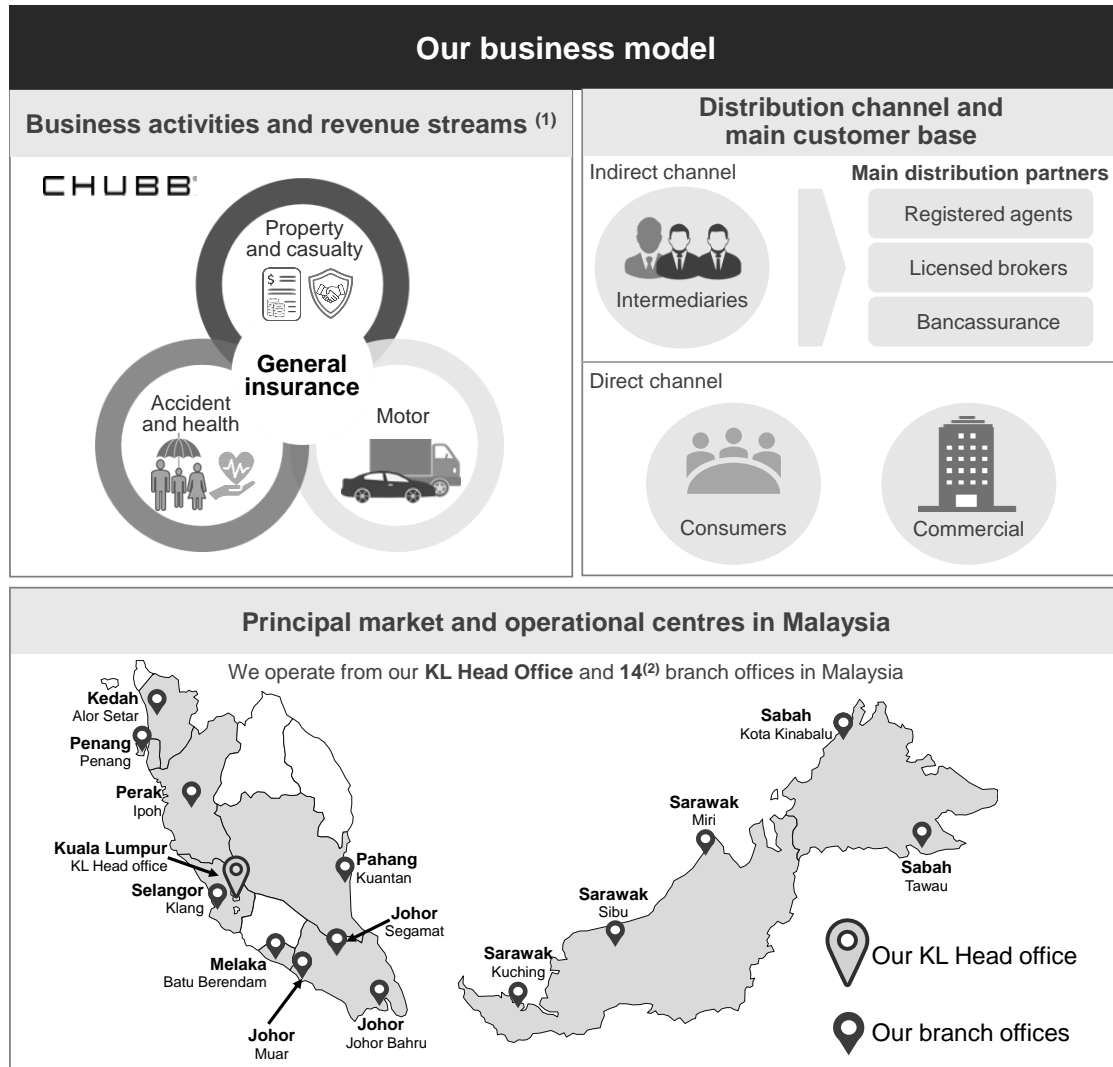 Our business model
Business activities and revenue streams (1)
CHUBB®
Property
and casualty
$
General
insurance
Accident
and health
Motor
Distribution channel and
main customer base
Indirect channel
Main distribution partners
Intermediaries
Registered agents
Licensed brokers
Bancassurance
Direct channel
Consumers
Commercial
Principal market and operational centres in Malaysia
We operate from our KL Head Office and 14(2) branch offices in Malaysia
Kedah
Alor Setar
Penang
Penang
Perak
Ipoh
Kuala Lumpur
KL Head office
Selangor
Klang
Pahang
Kuantan
Johor
Segamat
Melaka
Batu Berendam
Johor
Muar
Johor
Johor Bahru
Sabah
Kota Kinabalu
Sarawak
Miri
Sabah
Tawau
Sarawak
Sibu
Sarawak
Kuching
Our KL Head office
Our branch offices